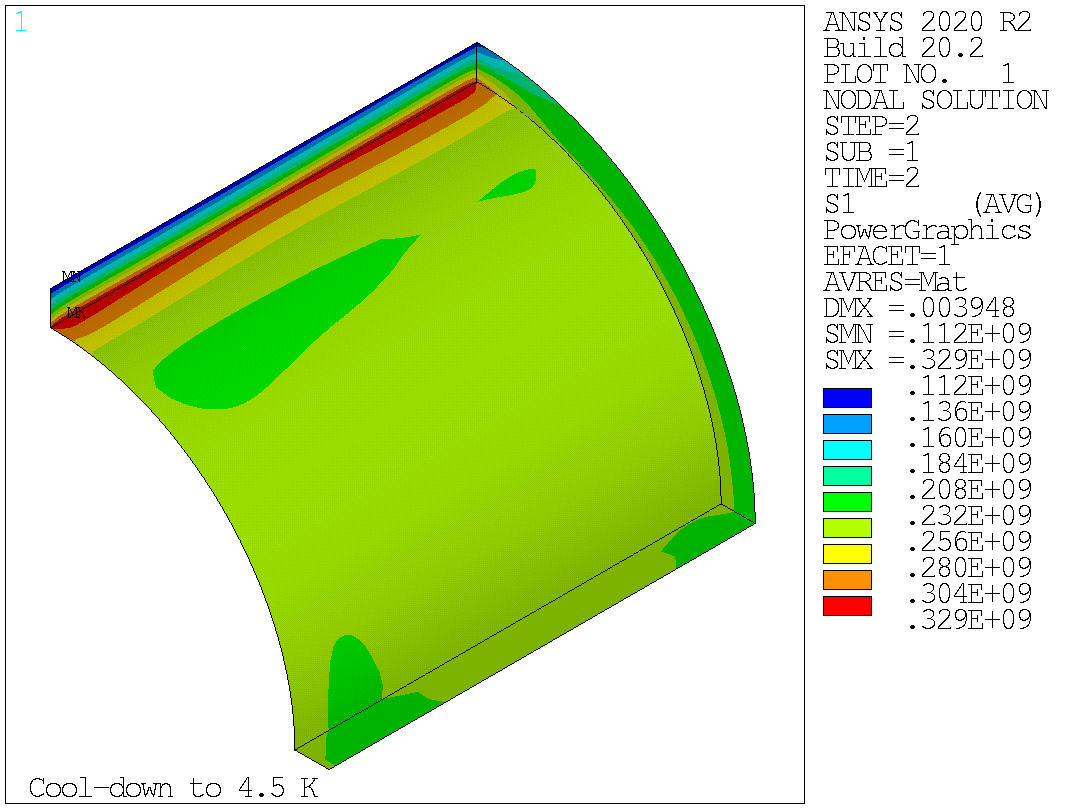 1
ANSYS 2020 R2
Build 20.2
PLOT NO. 1
NODAL SOLUTION
STEP=2
SUB =1
TIME=2
S1 (AVG)
PowerGraphics
EFACET=1
AVRES=Mat
DMX =.003948
SMN =.112E+09
SMX =.329E+09
.112E+09
.136E+09
.160E+09
.184E+09
.208E+09
.232E+09
.256E+09
.280E+09
.304E+09
.329E+09
MN
MX
Cool-down to 4.5 K